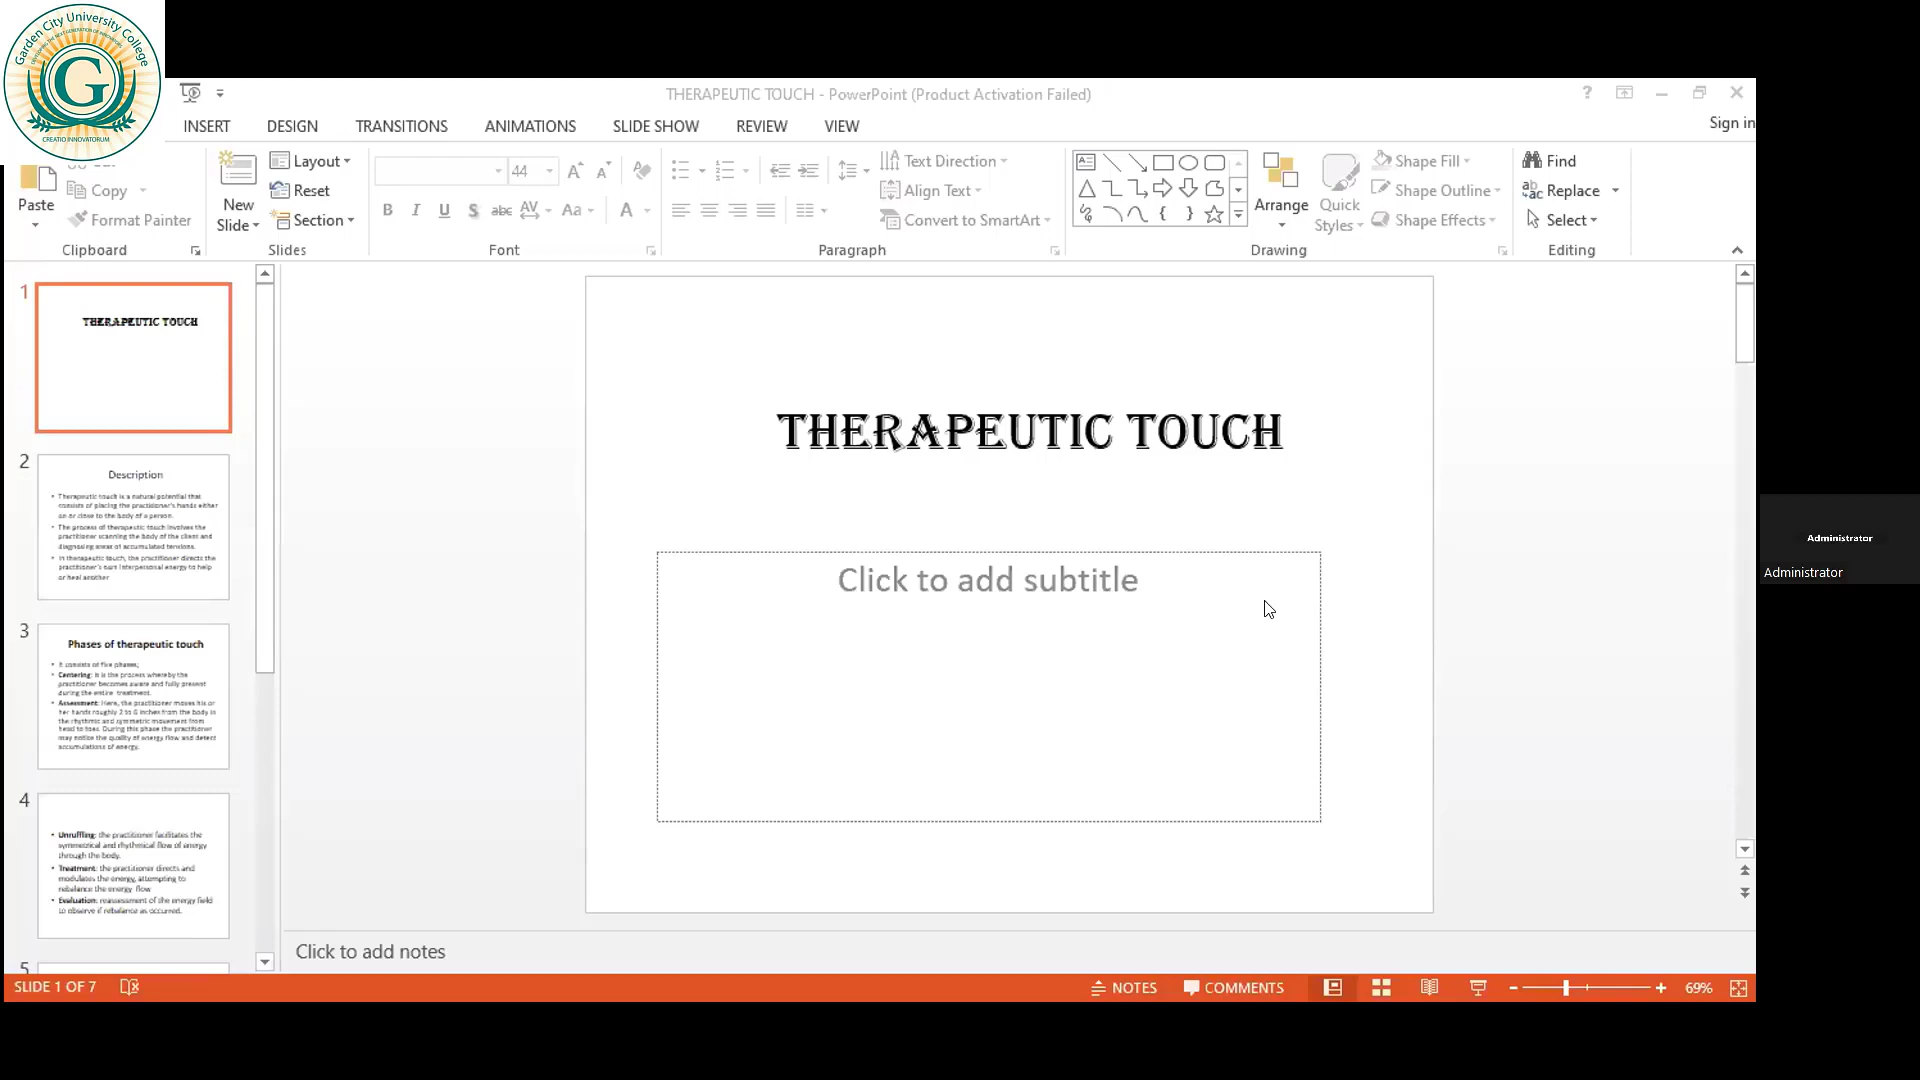 Garden City University College
CREATIO INNOVATORUM
G
THERAPEUTIC TOUCH - PowerPoint (Product Activation Failed)
?
INSERT DESIGN TRANSITIONS ANIMATIONS SLIDE SHOW REVIEW VIEW
Sign in
Paste
Copy
Format Painter
Clipboard
New
Slide
Layout
Reset
Section
Slides
44
B I U S abc AV Aa A
Font
Text Direction
Align Text
Convert to SmartArt
Paragraph
Arrange
Quick
Styles
Shape Fill
Shape Outline
Shape Effects
Drawing
Find
Replace
Select
Editing
1
THERAPEUTIC TOUCH
2
Description
• Therapeutic touch is a natural potential that
consists of placing the practitioner's hands either
on or close to the body of a person.
• The process of therapeutic touch involves the
practitioner scanning the body of the client and
diagnosing areas of accumulated tensions.
• In therapeutic touch, the practitioner directs the
practitioner's own interpersonal energy to help
or heal another
3
Phases of therapeutic touch
• It consists of five phases;
• Centering: it is the process whereby the
practitioner becomes aware and fully present
during the entire treatment.
• Assessment: Here, the practitioner moves his or
her hands roughly 2 to 6 inches from the body in
the rhythmic and symmetric movement from
head to toes. During this phase the practitioner
may notice the quality of energy flow and detect
accumulations of energy.
4
• Unruffling: the practitioner facilitates the
symmetrical and rhythmical flow of energy
through the body.
• Treatment: the practitioner directs and
modulates the energy, attempting to
rebalance the energy flow
• Evaluation: reassessment of the energy field
to observe if rebalance as occurred.
5
THERAPEUTIC TOUCH
Click to add subtitle
Click to add notes
Administrator
Administrator
SLIDE 1 OF 7
NOTES COMMENTS
69%